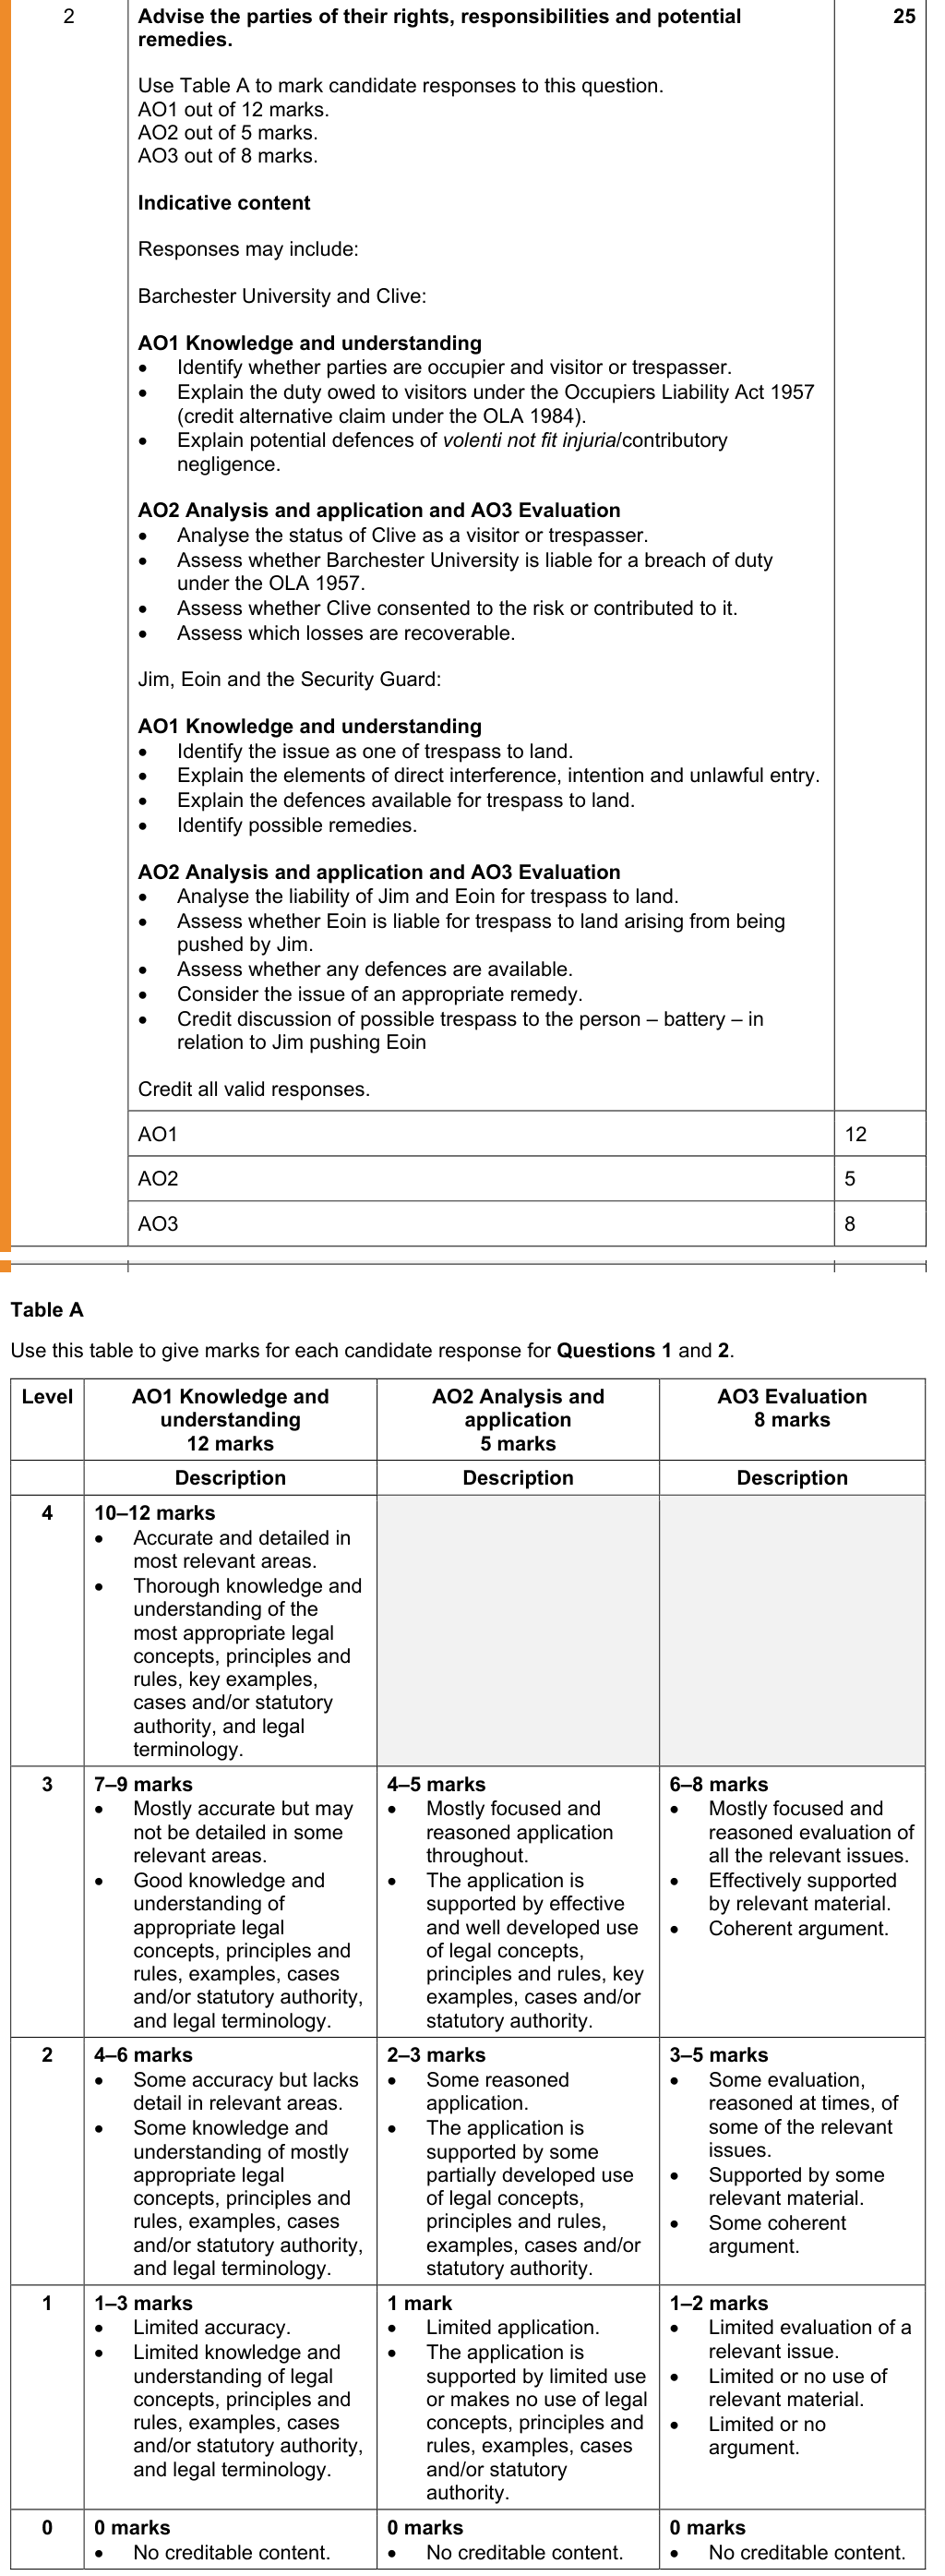 2
Advise the parties of their rights, responsibilities and potential
remedies.
25
Use Table A to mark candidate responses to this question.
AO1 out of 12 marks.
AO2 out of 5 marks.
AO3 out of 8 marks.
Indicative content
Responses may include:
Barchester University and Clive:
AO1 Knowledge and understanding
• Identify whether parties are occupier and visitor or trespasser.
• Explain the duty owed to visitors under the Occupiers Liability Act 1957
(credit alternative claim under the OLA 1984).
• Explain potential defences of volenti not fit injuria/contributory
negligence.
AO2 Analysis and application and AO3 Evaluation
• Analyse the status of Clive as a visitor or trespasser.
• Assess whether Barchester University is liable for a breach of duty
under the OLA 1957.
• Assess whether Clive consented to the risk or contributed to it.
• Assess which losses are recoverable.
Jim, Eoin and the Security Guard:
AO1 Knowledge and understanding
• Identify the issue as one of trespass to land.
• Explain the elements of direct interference, intention and unlawful entry.
• Explain the defences available for trespass to land.
• Identify possible remedies.
AO2 Analysis and application and AO3 Evaluation
• Analyse the liability of Jim and Eoin for trespass to land.
• Assess whether Eoin is liable for trespass to land arising from being
pushed by Jim.
• Assess whether any defences are available.
• Consider the issue of an appropriate remedy.
• Credit discussion of possible trespass to the person – battery – in
relation to Jim pushing Eoin
Credit all valid responses.
AO1 12
AO2 5
AO3 8
Table A
Use this table to give marks for each candidate response for Questions 1 and 2.
Level
AO1 Knowledge and
understanding
12 marks
AO2 Analysis and
application
5 marks
AO3 Evaluation
8 marks
Description
Description
Description
4
10–12 marks
• Accurate and detailed in
most relevant areas.
• Thorough knowledge and
understanding of the
most appropriate legal
concepts, principles and
rules, key examples,
cases and/or statutory
authority, and legal
terminology.
3
7–9 marks
• Mostly accurate but may
not be detailed in some
relevant areas.
• Good knowledge and
understanding of
appropriate legal
concepts, principles and
rules, examples, cases
and/or statutory authority,
and legal terminology.
4–5 marks
• Mostly focused and
reasoned application
throughout.
• The application is
supported by effective
and well developed use
of legal concepts,
principles and rules, key
examples, cases and/or
statutory authority.
6–8 marks
• Mostly focused and
reasoned evaluation of
all the relevant issues.
• Effectively supported
by relevant material.
• Coherent argument.
2
4–6 marks
• Some accuracy but lacks
detail in relevant areas.
• Some knowledge and
understanding of mostly
appropriate legal
concepts, principles and
rules, examples, cases
and/or statutory authority,
and legal terminology.
2–3 marks
• Some reasoned
application.
• The application is
supported by some
partially developed use
of legal concepts,
principles and rules,
examples, cases and/or
statutory authority.
3–5 marks
• Some evaluation,
reasoned at times, of
some of the relevant
issues.
• Supported by some
relevant material.
• Some coherent
argument.
1
1–3 marks
• Limited accuracy.
• Limited knowledge and
understanding of legal
concepts, principles and
rules, examples, cases
and/or statutory authority,
and legal terminology.
1 mark
• Limited application.
• The application is
supported by limited use
or makes no use of legal
concepts, principles and
rules, examples, cases
and/or statutory
authority.
1–2 marks
• Limited evaluation of a
relevant issue.
• Limited or no use of
relevant material.
• Limited or no
argument.
0
0 marks
• No creditable content.
0 marks
• No creditable content.
0 marks
• No creditable content.